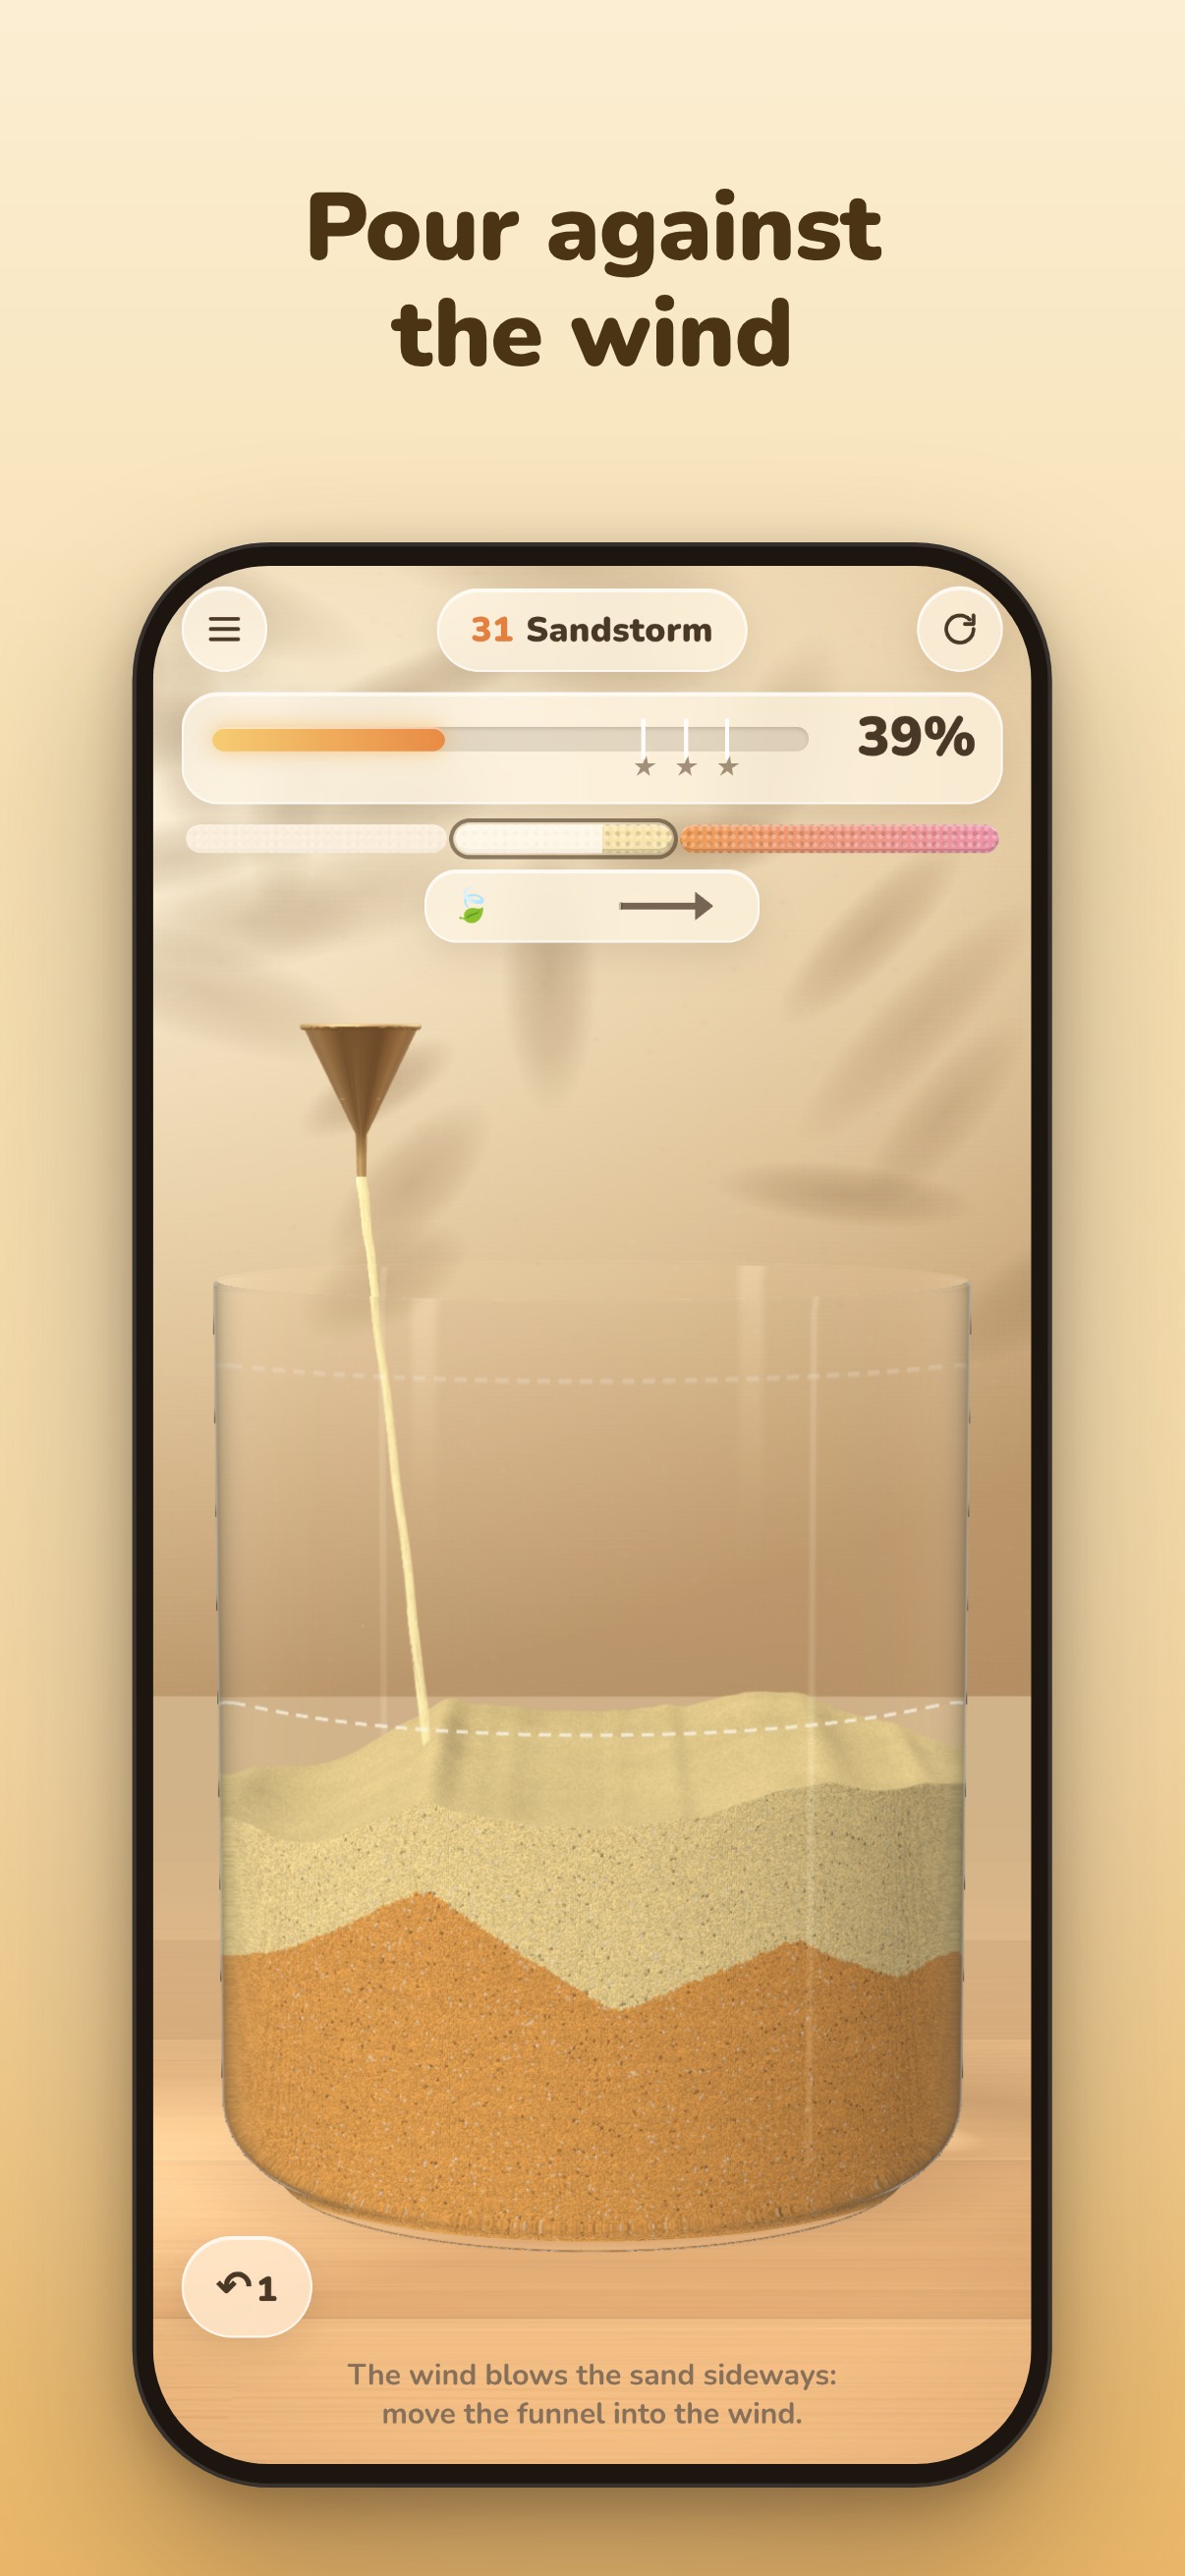 Pour against
the wind
31 Sandstorm
39%
1
The wind blows the sand sideways:
move the funnel into the wind.